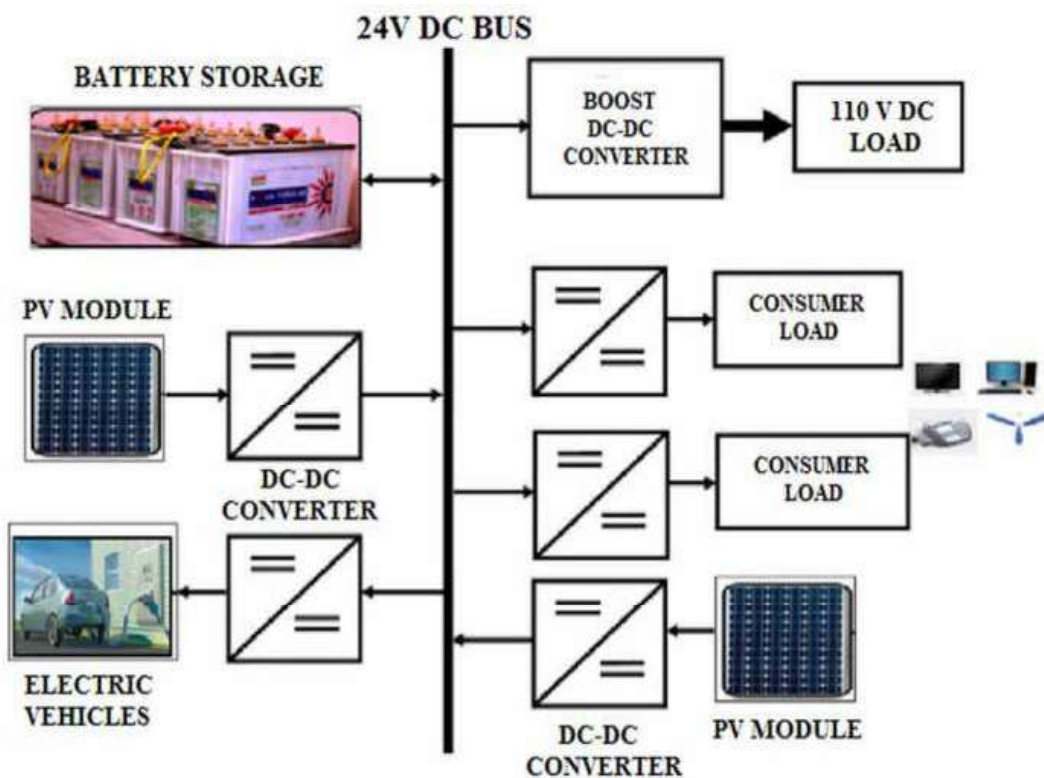 24V DC BUS
BATTERY STORAGE
BOOST
DC-DC
CONVERTER
110 V DC
LOAD
PV MODULE
CONSUMER
LOAD
DC-DC
CONVERTER
CONSUMER
LOAD
ELECTRIC
VEHICLES
DC-DC
CONVERTER
PV MODULE